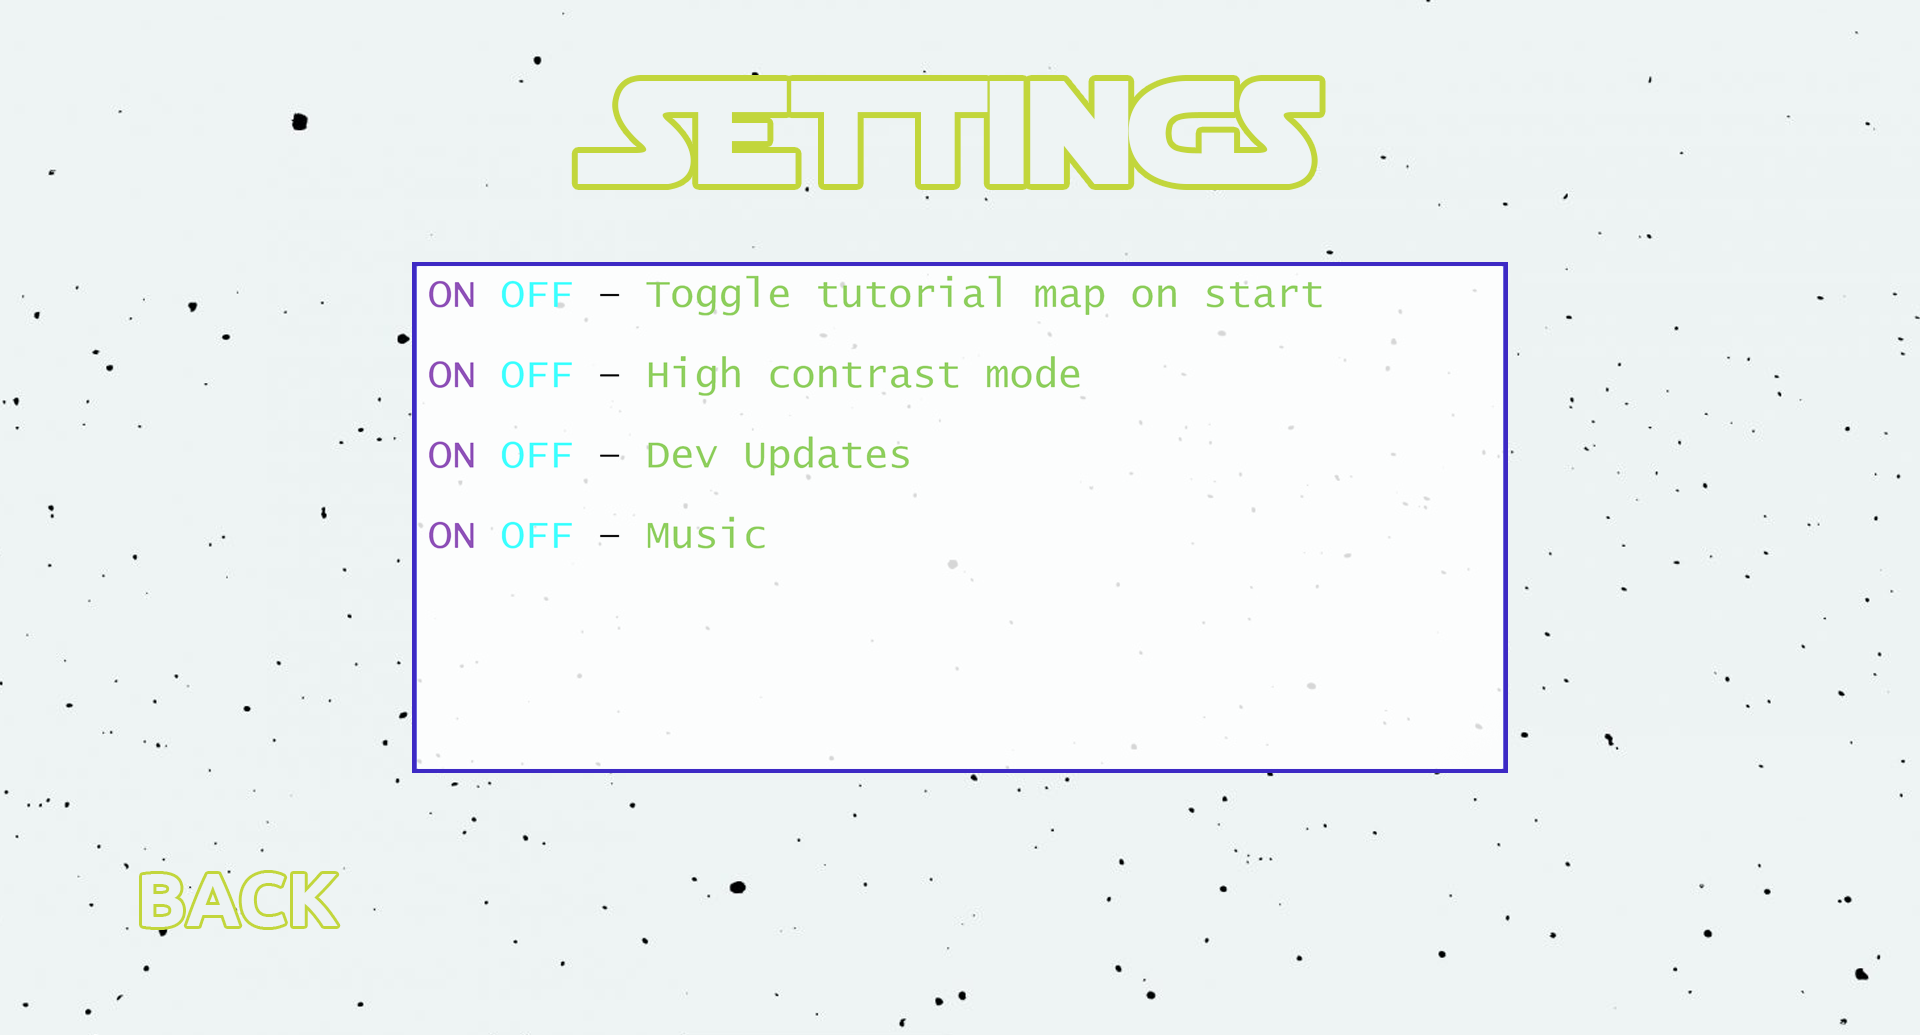 SETTINGS
ON OFF – Toggle tutorial map on start
ON OFF – High contrast mode
ON OFF – Dev Updates
ON OFF – Music
BACK